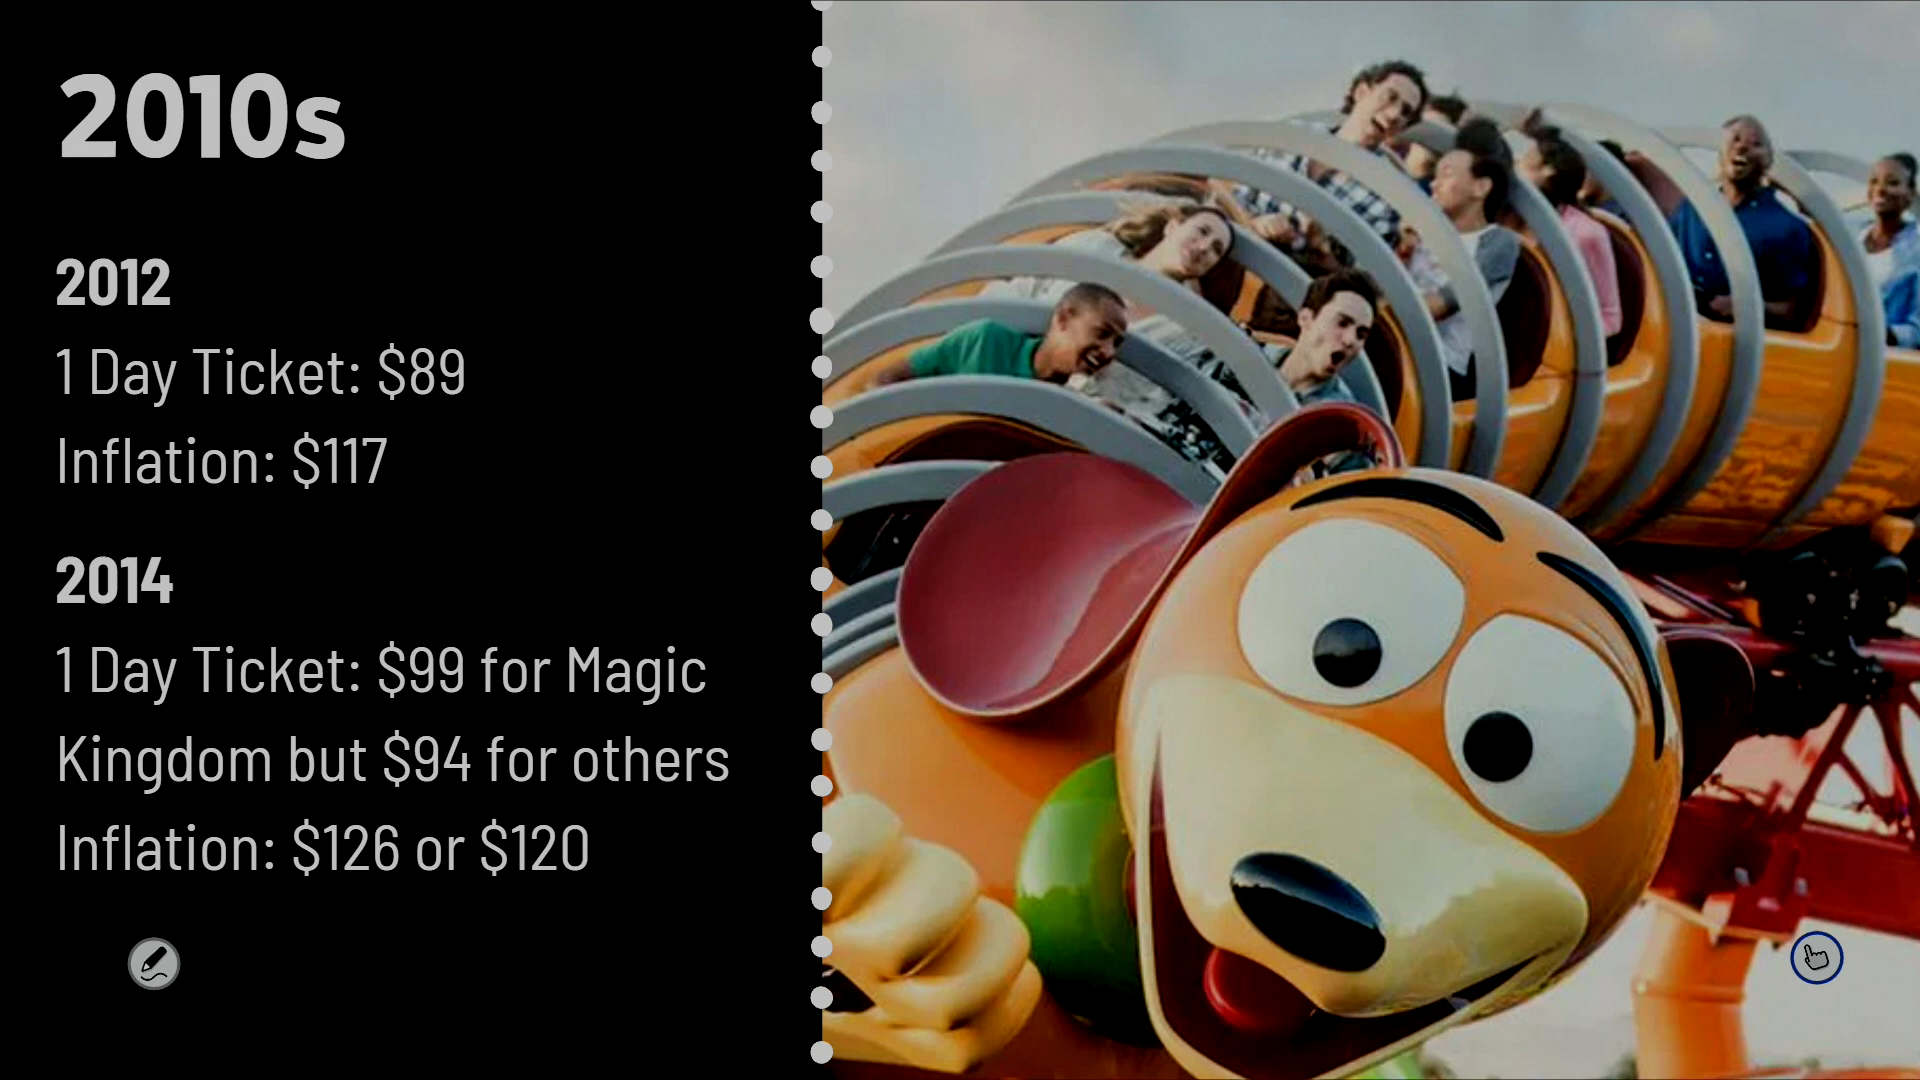 2010s
2012
1 Day Ticket: $89
Inflation: $117
2014
1 Day Ticket: $99 for Magic
Kingdom but $94 for others
Inflation: $126 or $120